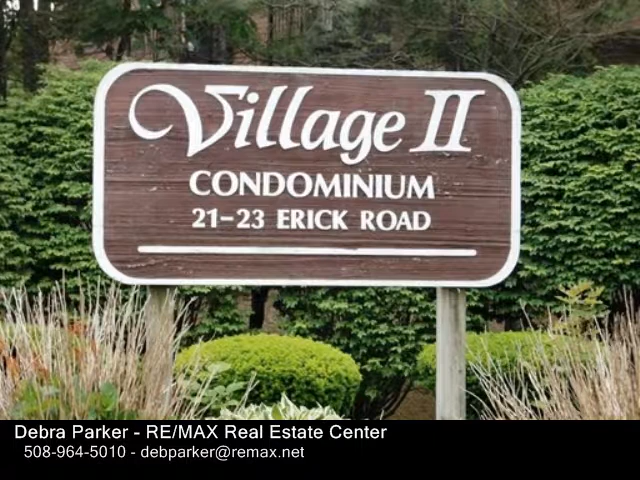 Village II
CONDOMINIUM
21-23 ERICK ROAD
Debra Parker - RE/MAX Real Estate Center
508-964-5010 - debparker@remax.net